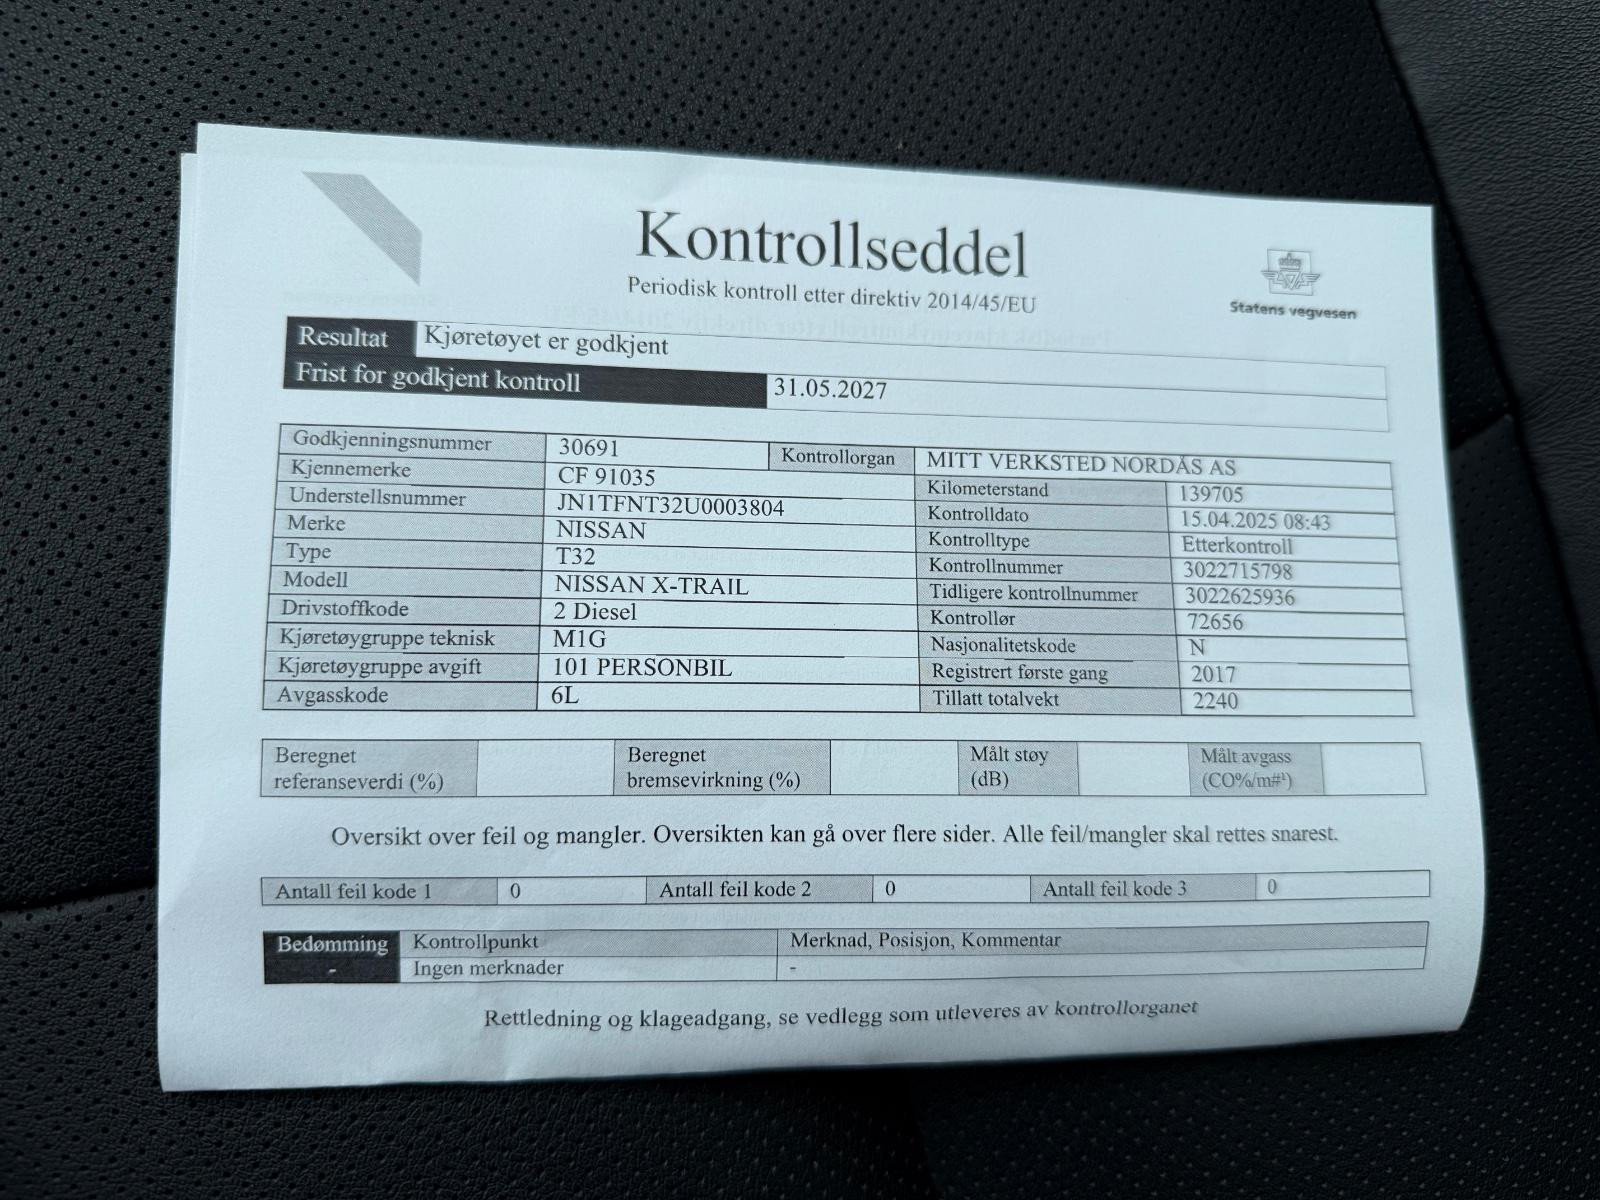 Kontrollseddel
Periodisk kontroll etter direktiv 2014/45/EU
Statens vegvesen
Resultat Kjøretøyet er godkjent
Frist for godkjent kontroll 31.05.2027
Godkjenningsnummer 30691 Kontrollorgan MITT VERKSTED NORDÅS AS
Kjennemerke CF 91035 Kilometerstand 139705
Understellsnummer JN1TFNT32U0003804 Kontrolldato 15.04.2025 08:43
Merke NISSAN Kontrolltype Etterkontroll
Type T32 Kontrollnummer 3022715798
Modell NISSAN X-TRAIL Tidligere kontrollnummer 3022625936
Drivstoffkode 2 Diesel Kontrollør 72656
Kjøretøygruppe teknisk M1G Nasjonalitetskode N
Kjøretøygruppe avgift 101 PERSONBIL Registrert første gang 2017
Avgasskode 6L Tillatt totalvekt 2240
Beregnet Beregnet Målt støy Målt avgass
referanseverdi (%) bremsevirkning (%) (dB) (CO%/m#¹)
Oversikt over feil og mangler. Oversikten kan gå over flere sider. Alle feil/mangler skal rettes snarest.
Antall feil kode 1 0 Antall feil kode 2 0 Antall feil kode 3 0
Bedømming Kontrollpunkt Merknad, Posisjon, Kommentar
- Ingen merknader -
Rettledning og klageadgang, se vedlegg som utleveres av kontrollorganet